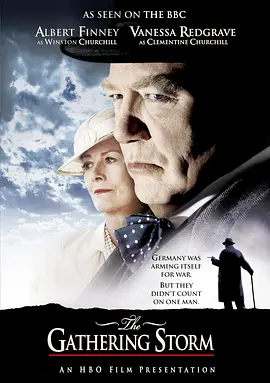 AS SEEN ON THE BBC
ALBERT FINNEY VANESSA REDGRAVE
AS WINSTON CHURCHILL AS CLEMENTINE CHURCHILL
GERMANY WAS
ARMING ITSELF
FOR WAR.
BUT THEY
DIDN'T COUNT
ON ONE MAN.
The
GATHERING STORM
AN HBO FILM PRESENTATION